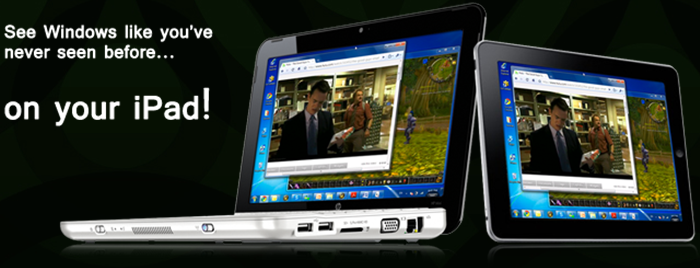 See Windows like you've
never seen before...
on your iPad!